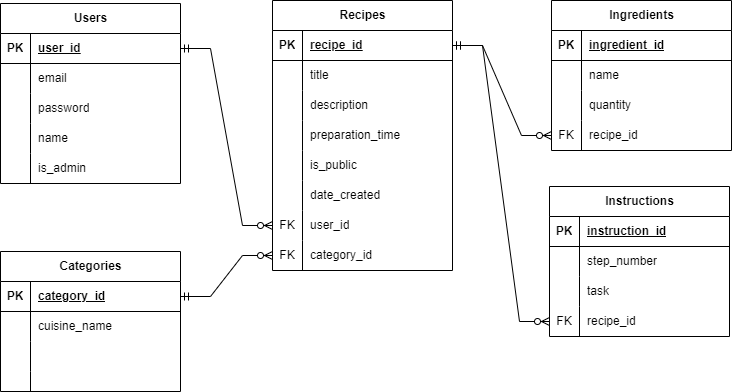 Users
PK user_id
email
password
name
is_admin
Recipes
PK recipe_id
title
description
preparation_time
is_public
date_created
FK user_id
FK category_id
Ingredients
PK ingredient_id
name
quantity
FK recipe_id
Categories
PK category_id
cuisine_name
Instructions
PK instruction_id
step_number
task
FK recipe_id